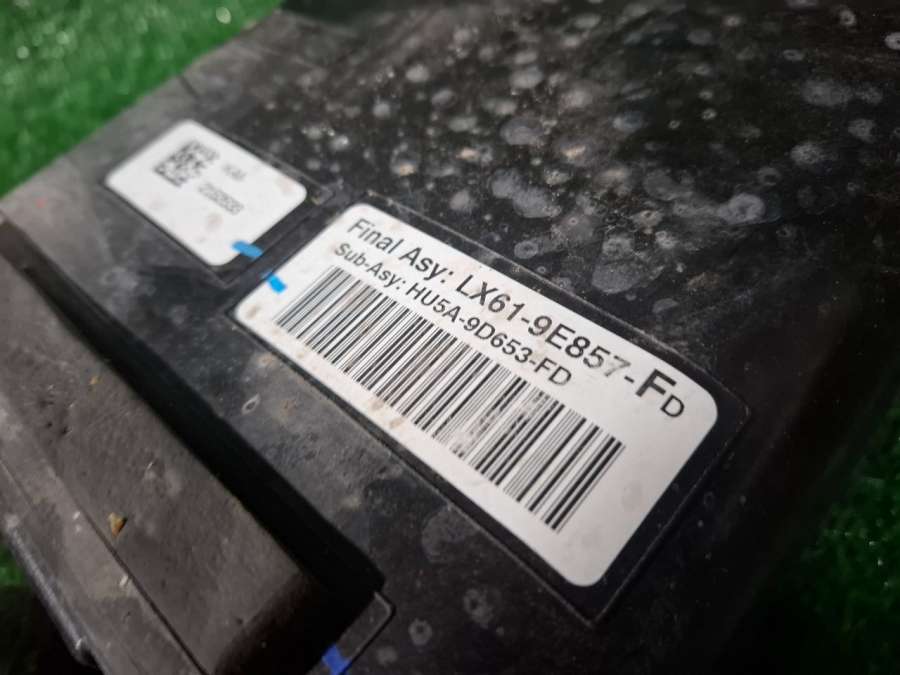 Final Asy: LX61-9E857-FD
Sub-Asy: HU5A-9D653-FD